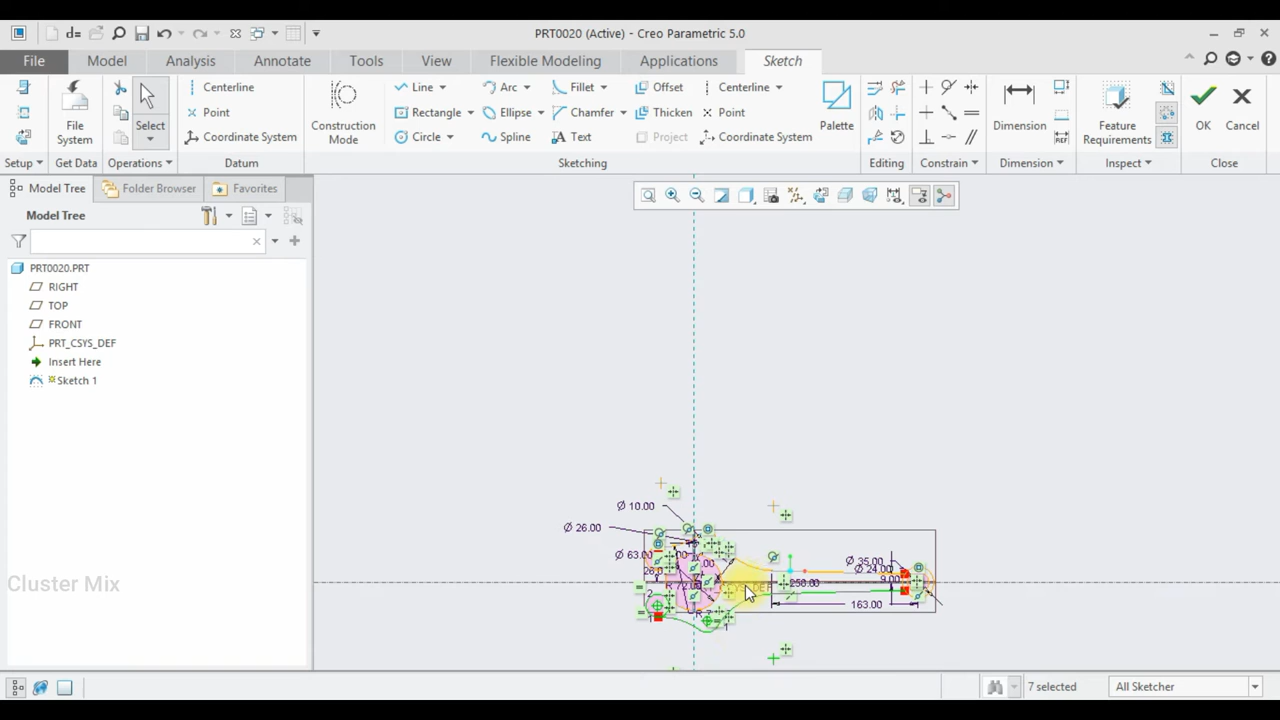 d=
PRT0020 (Active) - Creo Parametric 5.0
File Model Analysis Annotate Tools View Flexible Modeling Applications Sketch
Centerline Line Arc Fillet Offset Centerline
File System Select Point Construction Mode Rectangle Ellipse Chamfer Thicken Point Palette Dimension Feature Requirements OK Cancel
Coordinate System Circle Spline Text Project Coordinate System REF
Setup Get Data Operations Datum Sketching Editing Constrain Dimension Inspect Close
Model Tree Folder Browser Favorites
Model Tree
PRT0020.PRT
RIGHT
TOP
FRONT
PRT_CSYS_DEF
Insert Here
Sketch 1
Ø 10.00
Ø 26.00
Ø 63.00
Ø 35.00
Ø 24.00
9.00
258.00
163.00
Cluster Mix
7 selected All Sketcher